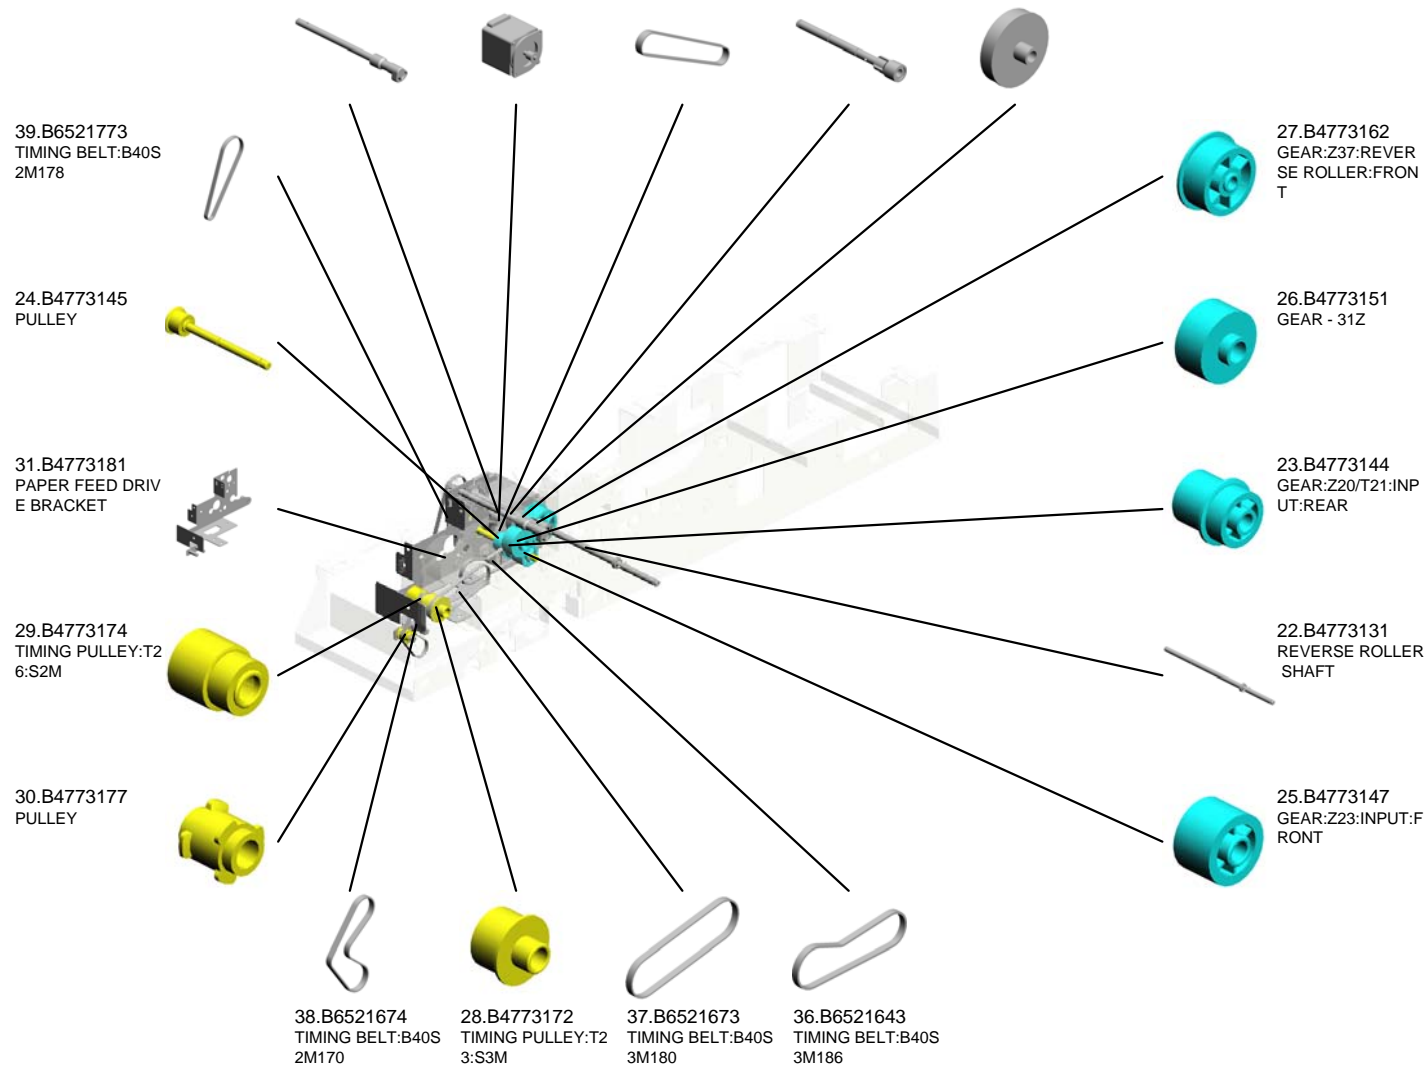 39.B6521773
TIMING BELT:B40S
2M178
24.B4773145
PULLEY
31.B4773181
PAPER FEED DRIV
E BRACKET
29.B4773174
TIMING PULLEY:T2
6:S2M
30.B4773177
PULLEY
38.B6521674
TIMING BELT:B40S
2M170
28.B4773172
TIMING PULLEY:T2
3:S3M
37.B6521673
TIMING BELT:B40S
3M180
36.B6521643
TIMING BELT:B40S
3M186
27.B4773162
GEAR:Z37:REVER
SE ROLLER:FRON
T
26.B4773151
GEAR - 31Z
23.B4773144
GEAR:Z20/T21:INP
UT:REAR
22.B4773131
REVERSE ROLLER
SHAFT
25.B4773147
GEAR:Z23:INPUT:F
RONT